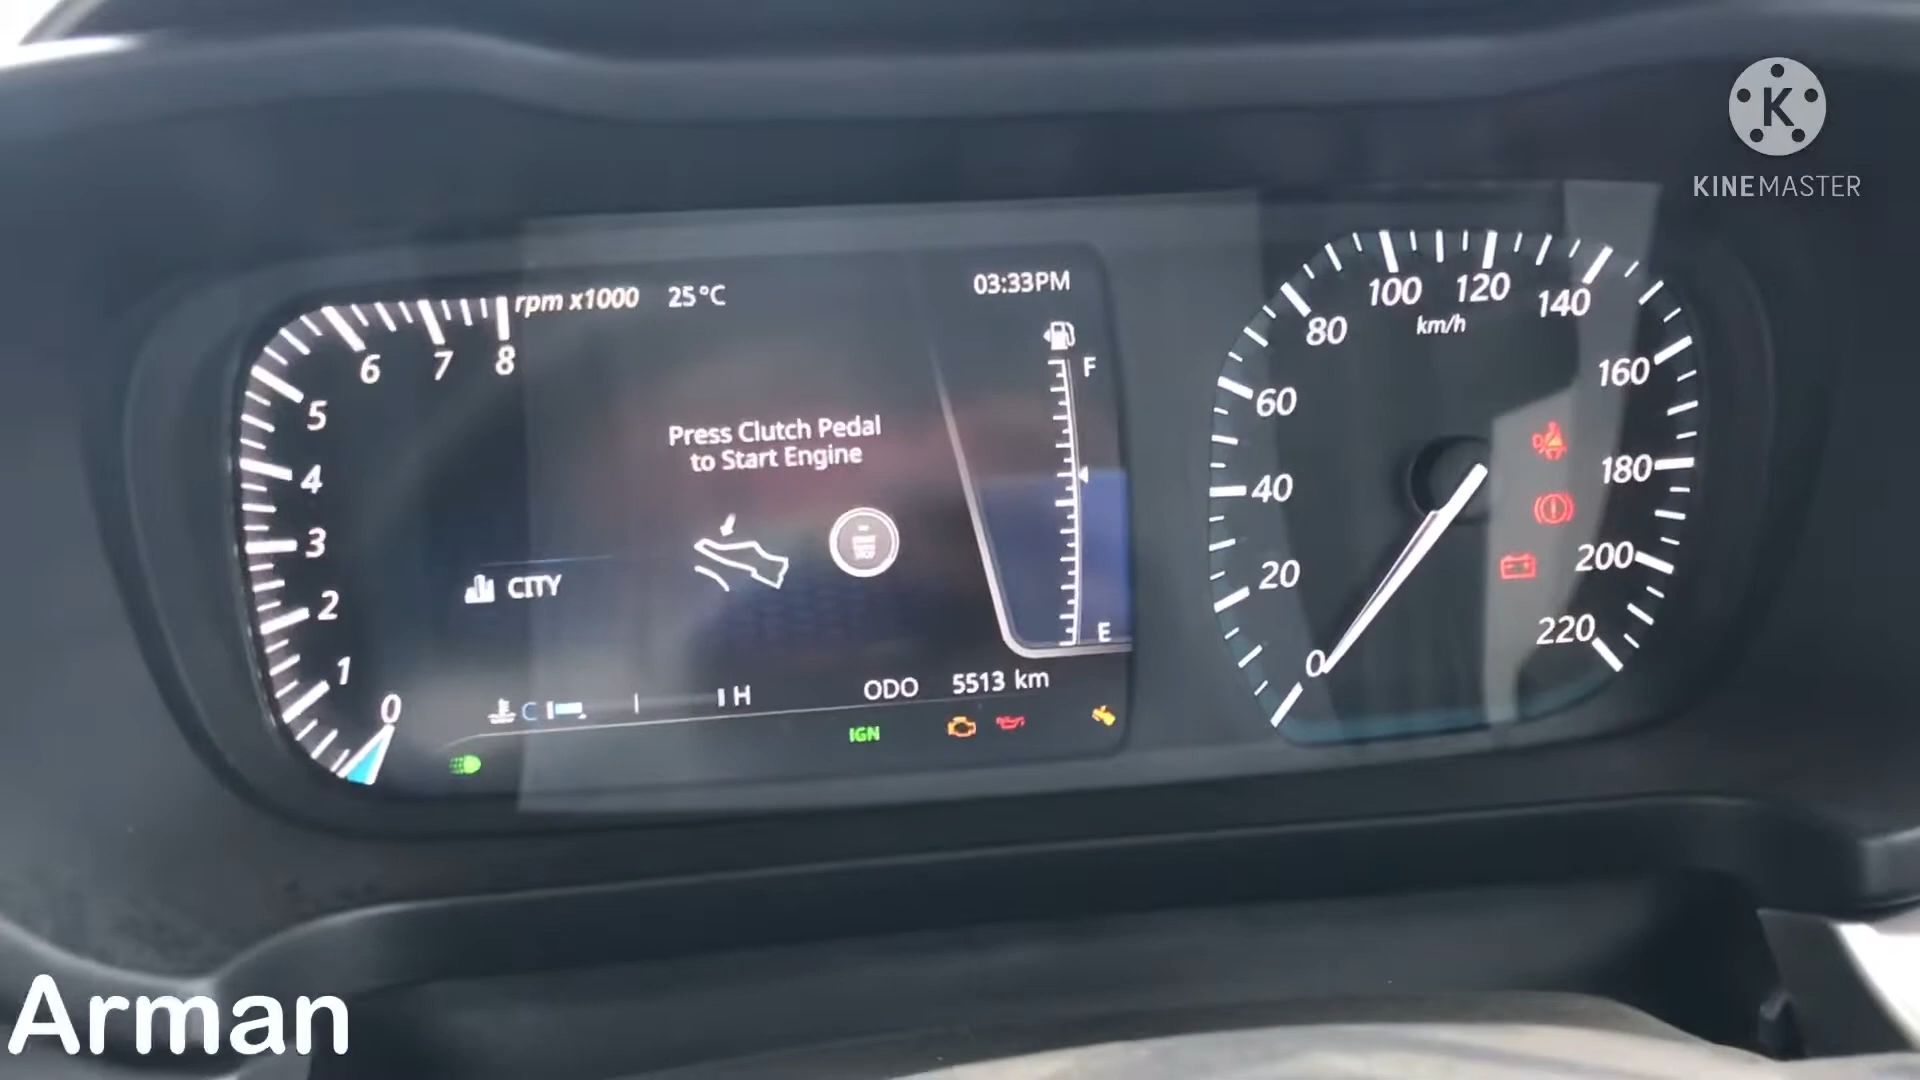 KINEMASTER
rpm x1000 25°C 03:33PM
6 7 8
5
4
3
2
1
0
F
E
Press Clutch Pedal
to Start Engine
CITY
C H
ODO 5513 km
IGN
km/h
0
20
40
60
80
100
120
140
160
180
200
220
Arman